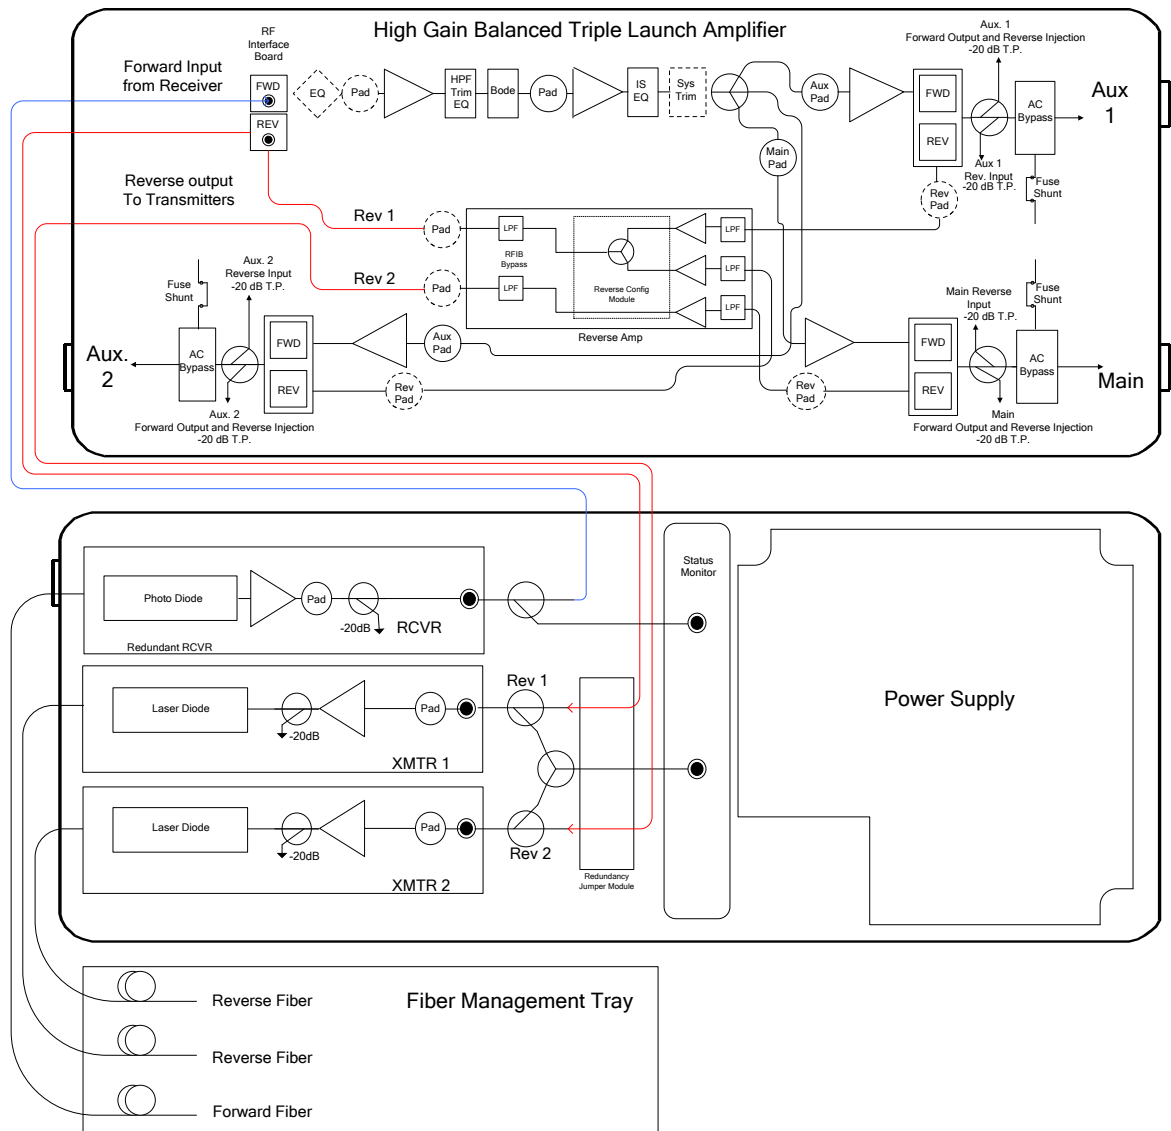 High Gain Balanced Triple Launch Amplifier
RF
Interface
Board
Forward Input
from Receiver
FWD
REV
EQ
Pad
HPF
Trim
EQ
Bode
Pad
IS
EQ
Sys
Trim
Aux
Pad
Main
Pad
FWD
REV
Aux. 1
Forward Output and Reverse Injection
-20 dB T.P.
AC
Bypass
Aux
1
Aux 1
Rev. Input
-20 dB T.P.
Rev
Pad
Fuse
Shunt
Reverse output
To Transmitters
Rev 1
Pad
LPF
RFIB
Bypass
LPF
Reverse Config
Module
LPF
LPF
LPF
Reverse Amp
Rev 2
Pad
Aux. 2
Reverse Input
-20 dB T.P.
Fuse
Shunt
Aux.
2
AC
Bypass
FWD
REV
Aux
Pad
Rev
Pad
Aux. 2
Forward Output and Reverse Injection
-20 dB T.P.
Main Reverse
Input
-20 dB T.P.
Fuse
Shunt
FWD
REV
AC
Bypass
Main
Rev
Pad
Main
Forward Output and Reverse Injection
-20 dB T.P.
Photo Diode
Pad
-20dB
RCVR
Redundant RCVR
Status
Monitor
Power Supply
Laser Diode
-20dB
Pad
XMTR 1
Rev 1
Laser Diode
-20dB
Pad
XMTR 2
Rev 2
Redundancy
Jumper Module
Fiber Management Tray
Reverse Fiber
Reverse Fiber
Forward Fiber